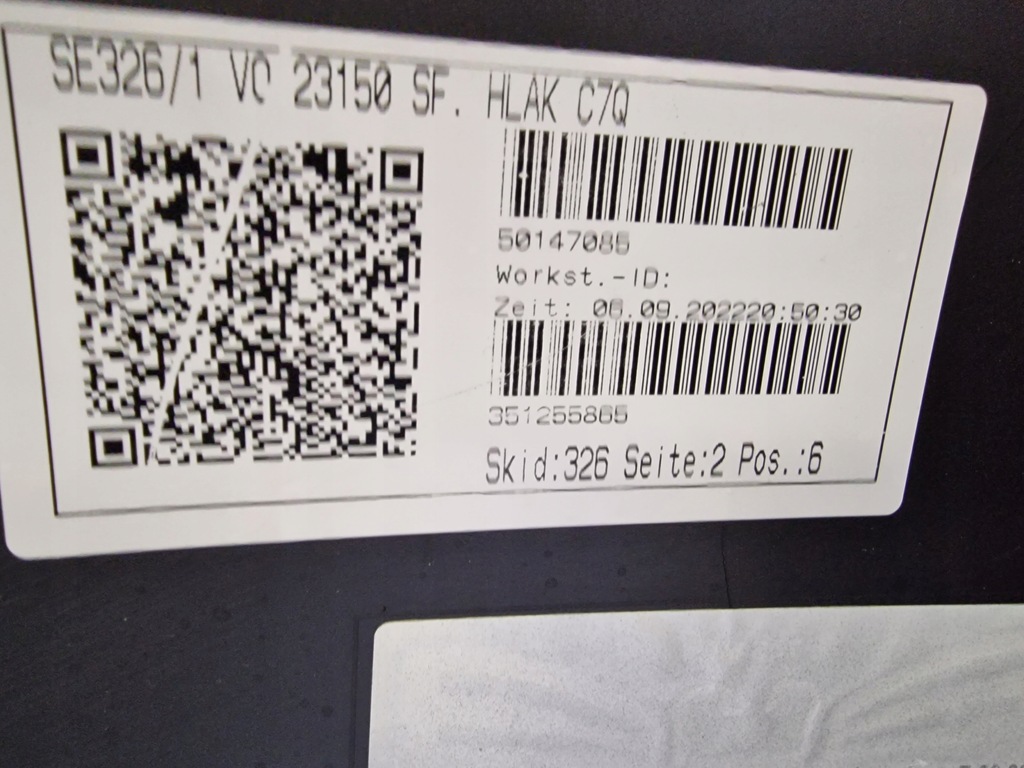 SE326/1 VC 23150 SF. HLAK C7Q
50147085
Workst.-ID:
Zeit: 06.09.202220:50:30
351255865
Skid:326 Seite:2 Pos.:6